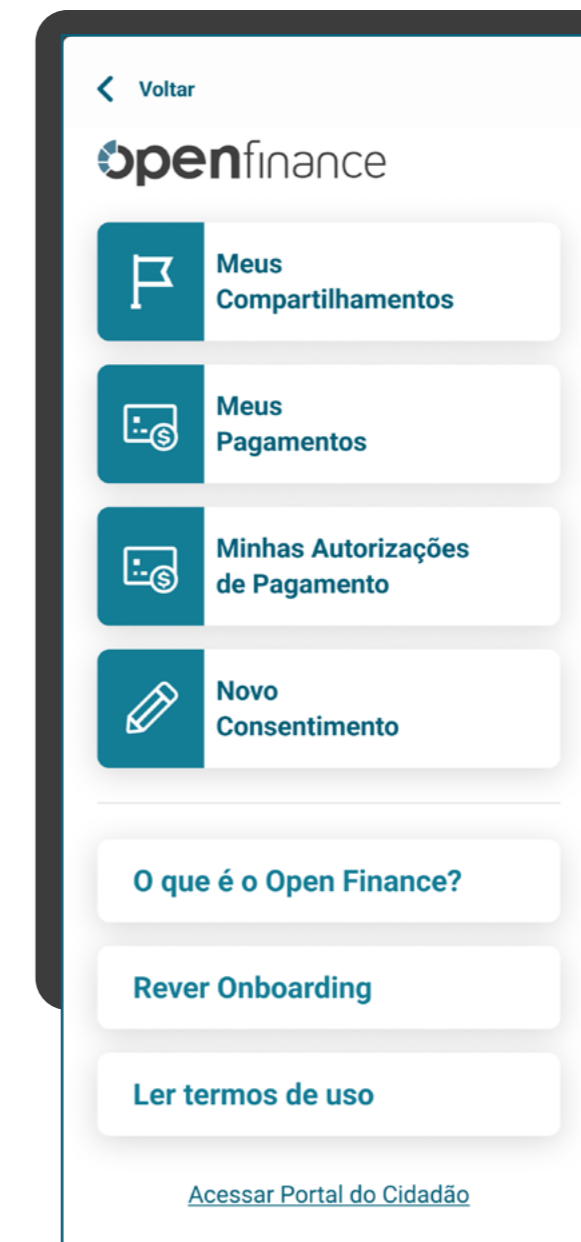 Voltar
openfinance
Meus
Compartilhamentos
Meus
Pagamentos
Minhas Autorizações
de Pagamento
Novo
Consentimento
O que é o Open Finance?
Rever Onboarding
Ler termos de uso
Acessar Portal do Cidadão